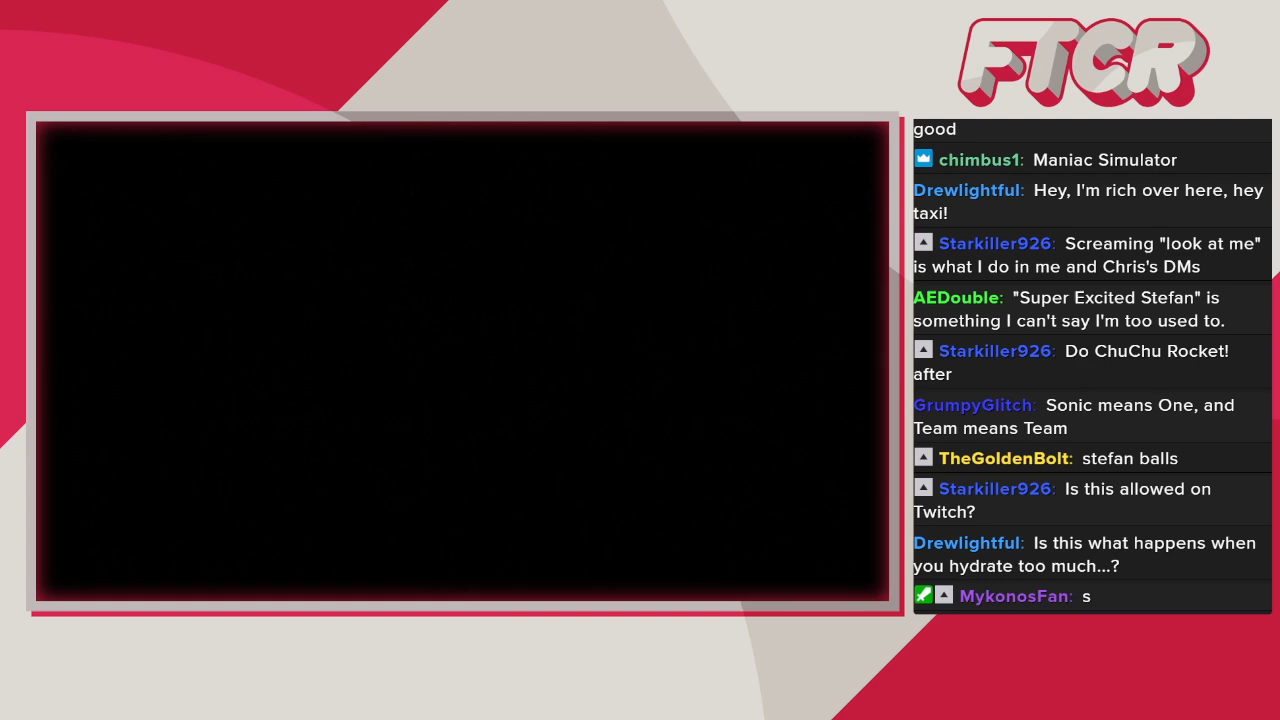 FTCR
good
chimbus1: Maniac Simulator
Drewlightful: Hey, I'm rich over here, hey
taxi!
Starkiller926: Screaming "look at me"
is what I do in me and Chris's DMs
AEDouble: "Super Excited Stefan" is
something I can't say I'm too used to.
Starkiller926: Do ChuChu Rocket!
after
GrumpyGlitch: Sonic means One, and
Team means Team
TheGoldenBolt: stefan balls
Starkiller926: Is this allowed on
Twitch?
Drewlightful: Is this what happens when
you hydrate too much...?
MykonosFan: s